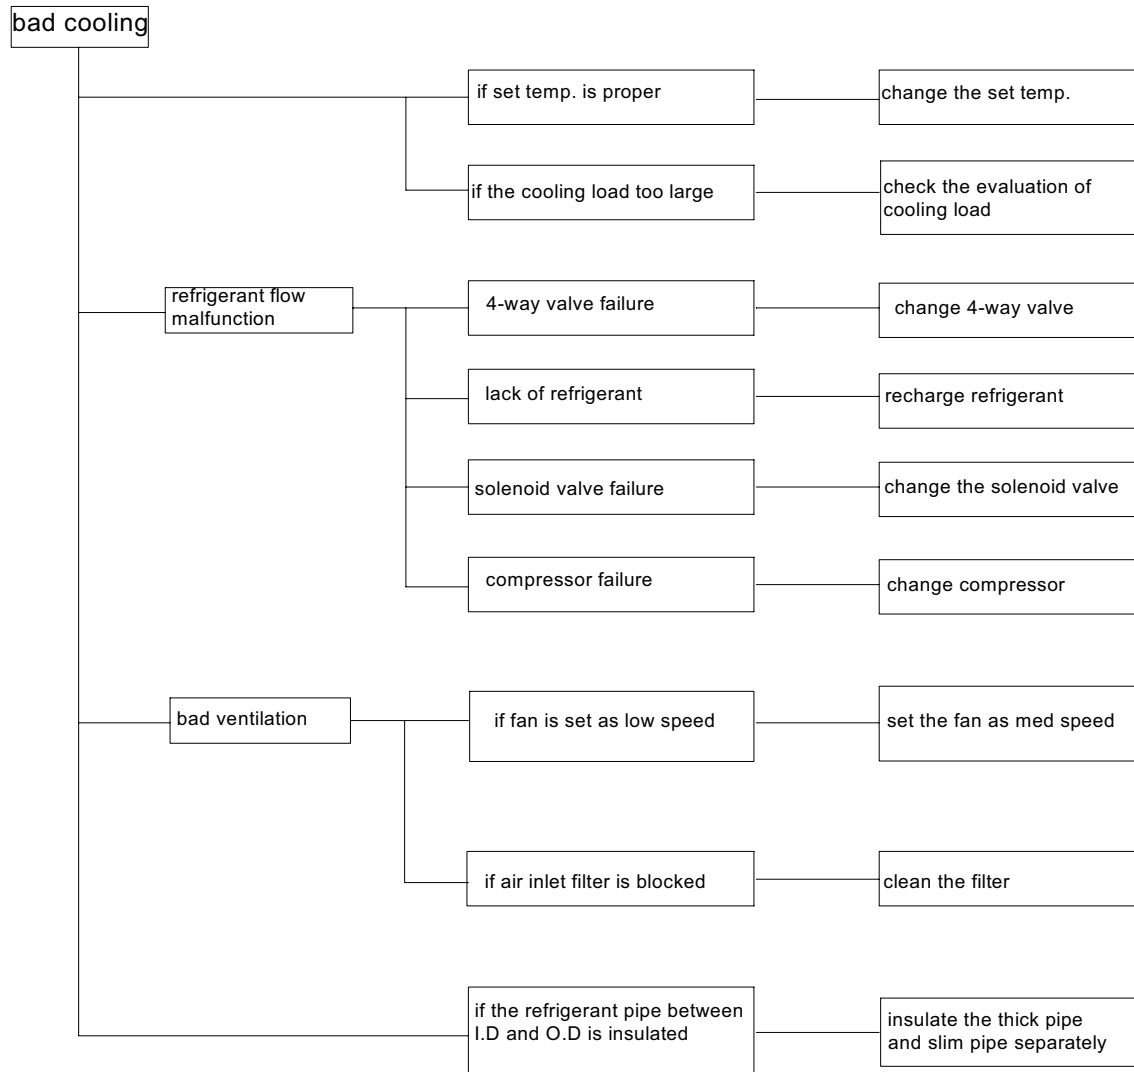 bad cooling
if set temp. is proper
change the set temp.
if the cooling load too large
check the evaluation of
cooling load
refrigerant flow
malfunction
4-way valve failure
change 4-way valve
lack of refrigerant
recharge refrigerant
solenoid valve failure
change the solenoid valve
compressor failure
change compressor
bad ventilation
if fan is set as low speed
set the fan as med speed
if air inlet filter is blocked
clean the filter
if the refrigerant pipe between
I.D and O.D is insulated
insulate the thick pipe
and slim pipe separately